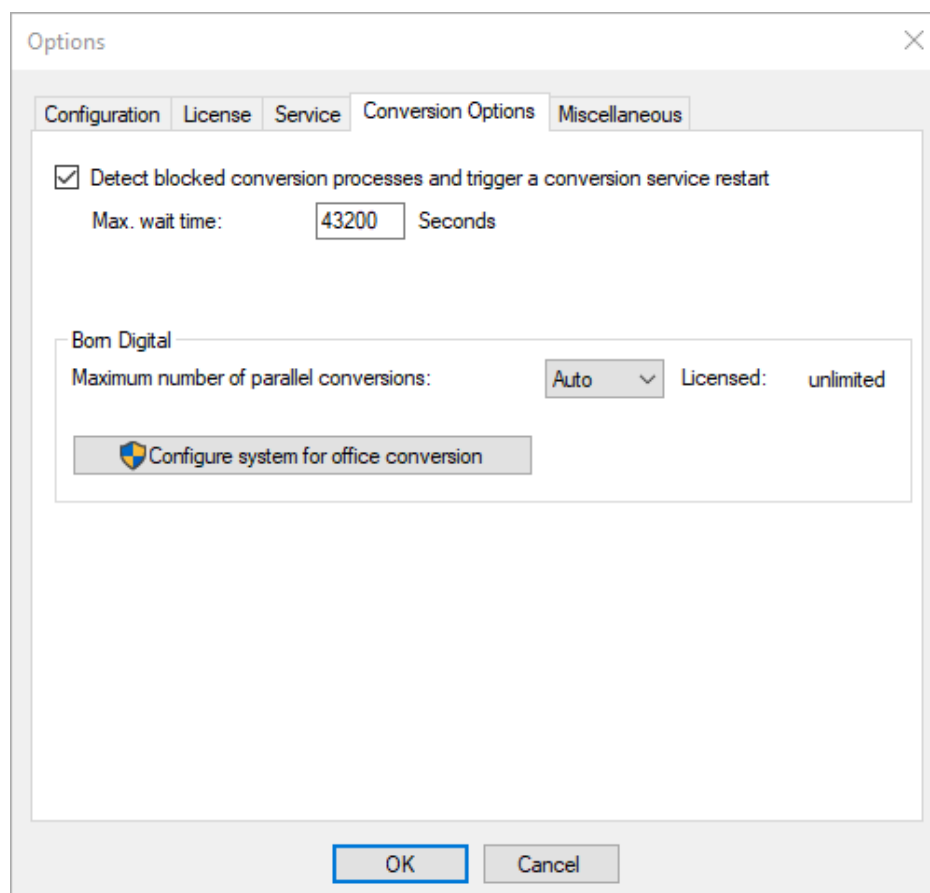 Options
Configuration License Service Conversion Options Miscellaneous
Detect blocked conversion processes and trigger a conversion service restart
Max. wait time: 43200 Seconds
Born Digital
Maximum number of parallel conversions: Auto Licensed: unlimited
Configure system for office conversion
OK Cancel